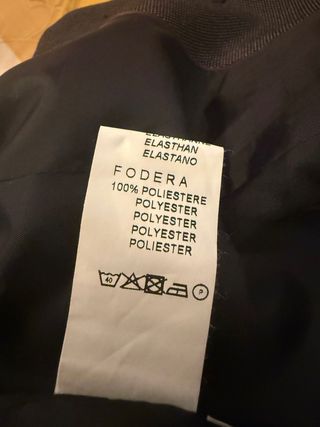 ELASTHAN
ELASTANO
FODERA
100% POLIESTERE
POLYESTER
POLYESTER
POLYESTER
POLIESTER
40
P